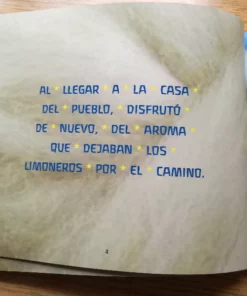 AL * LLEGAR * A * LA * CASA *
DEL * PUEBLO, * DISFRUTÓ *
DE * NUEVO, * DEL * AROMA *
QUE * DEJABAN * LOS *
LIMONEROS * POR * EL * CAMINO.